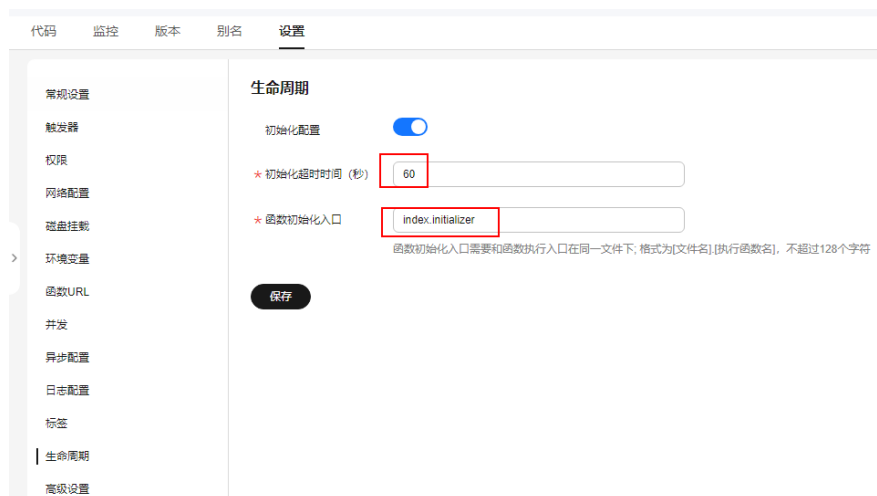 代码 监控 版本 别名 设置
生命周期
常规设置
触发器
权限
网络配置
磁盘挂载
环境变量
函数URL
并发
异步配置
日志配置
标签
生命周期
高级设置
初始化配置
* 初始化超时时间（秒） 60
* 函数初始化入口 index.initializer
函数初始化入口需要和函数执行入口在同一文件下; 格式为[文件名].[执行函数名]，不超过128个字符
保存